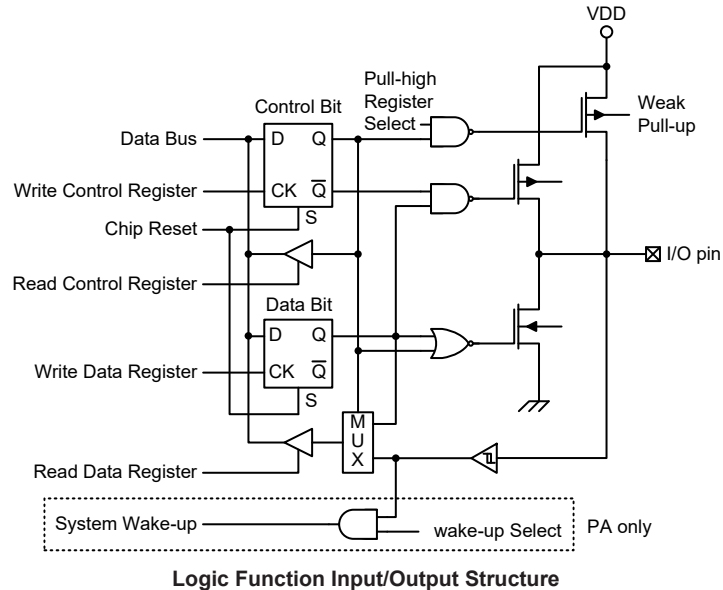 VDD
Pull-high
Register
Select
Control Bit
Weak
Pull-up
Data Bus
D
Q
Write Control Register
CK
Q
S
Chip Reset
I/O pin
Read Control Register
Data Bit
D
Q
Write Data Register
CK
Q
S
M
U
X
Read Data Register
System Wake-up
wake-up Select
PA only
Logic Function Input/Output Structure